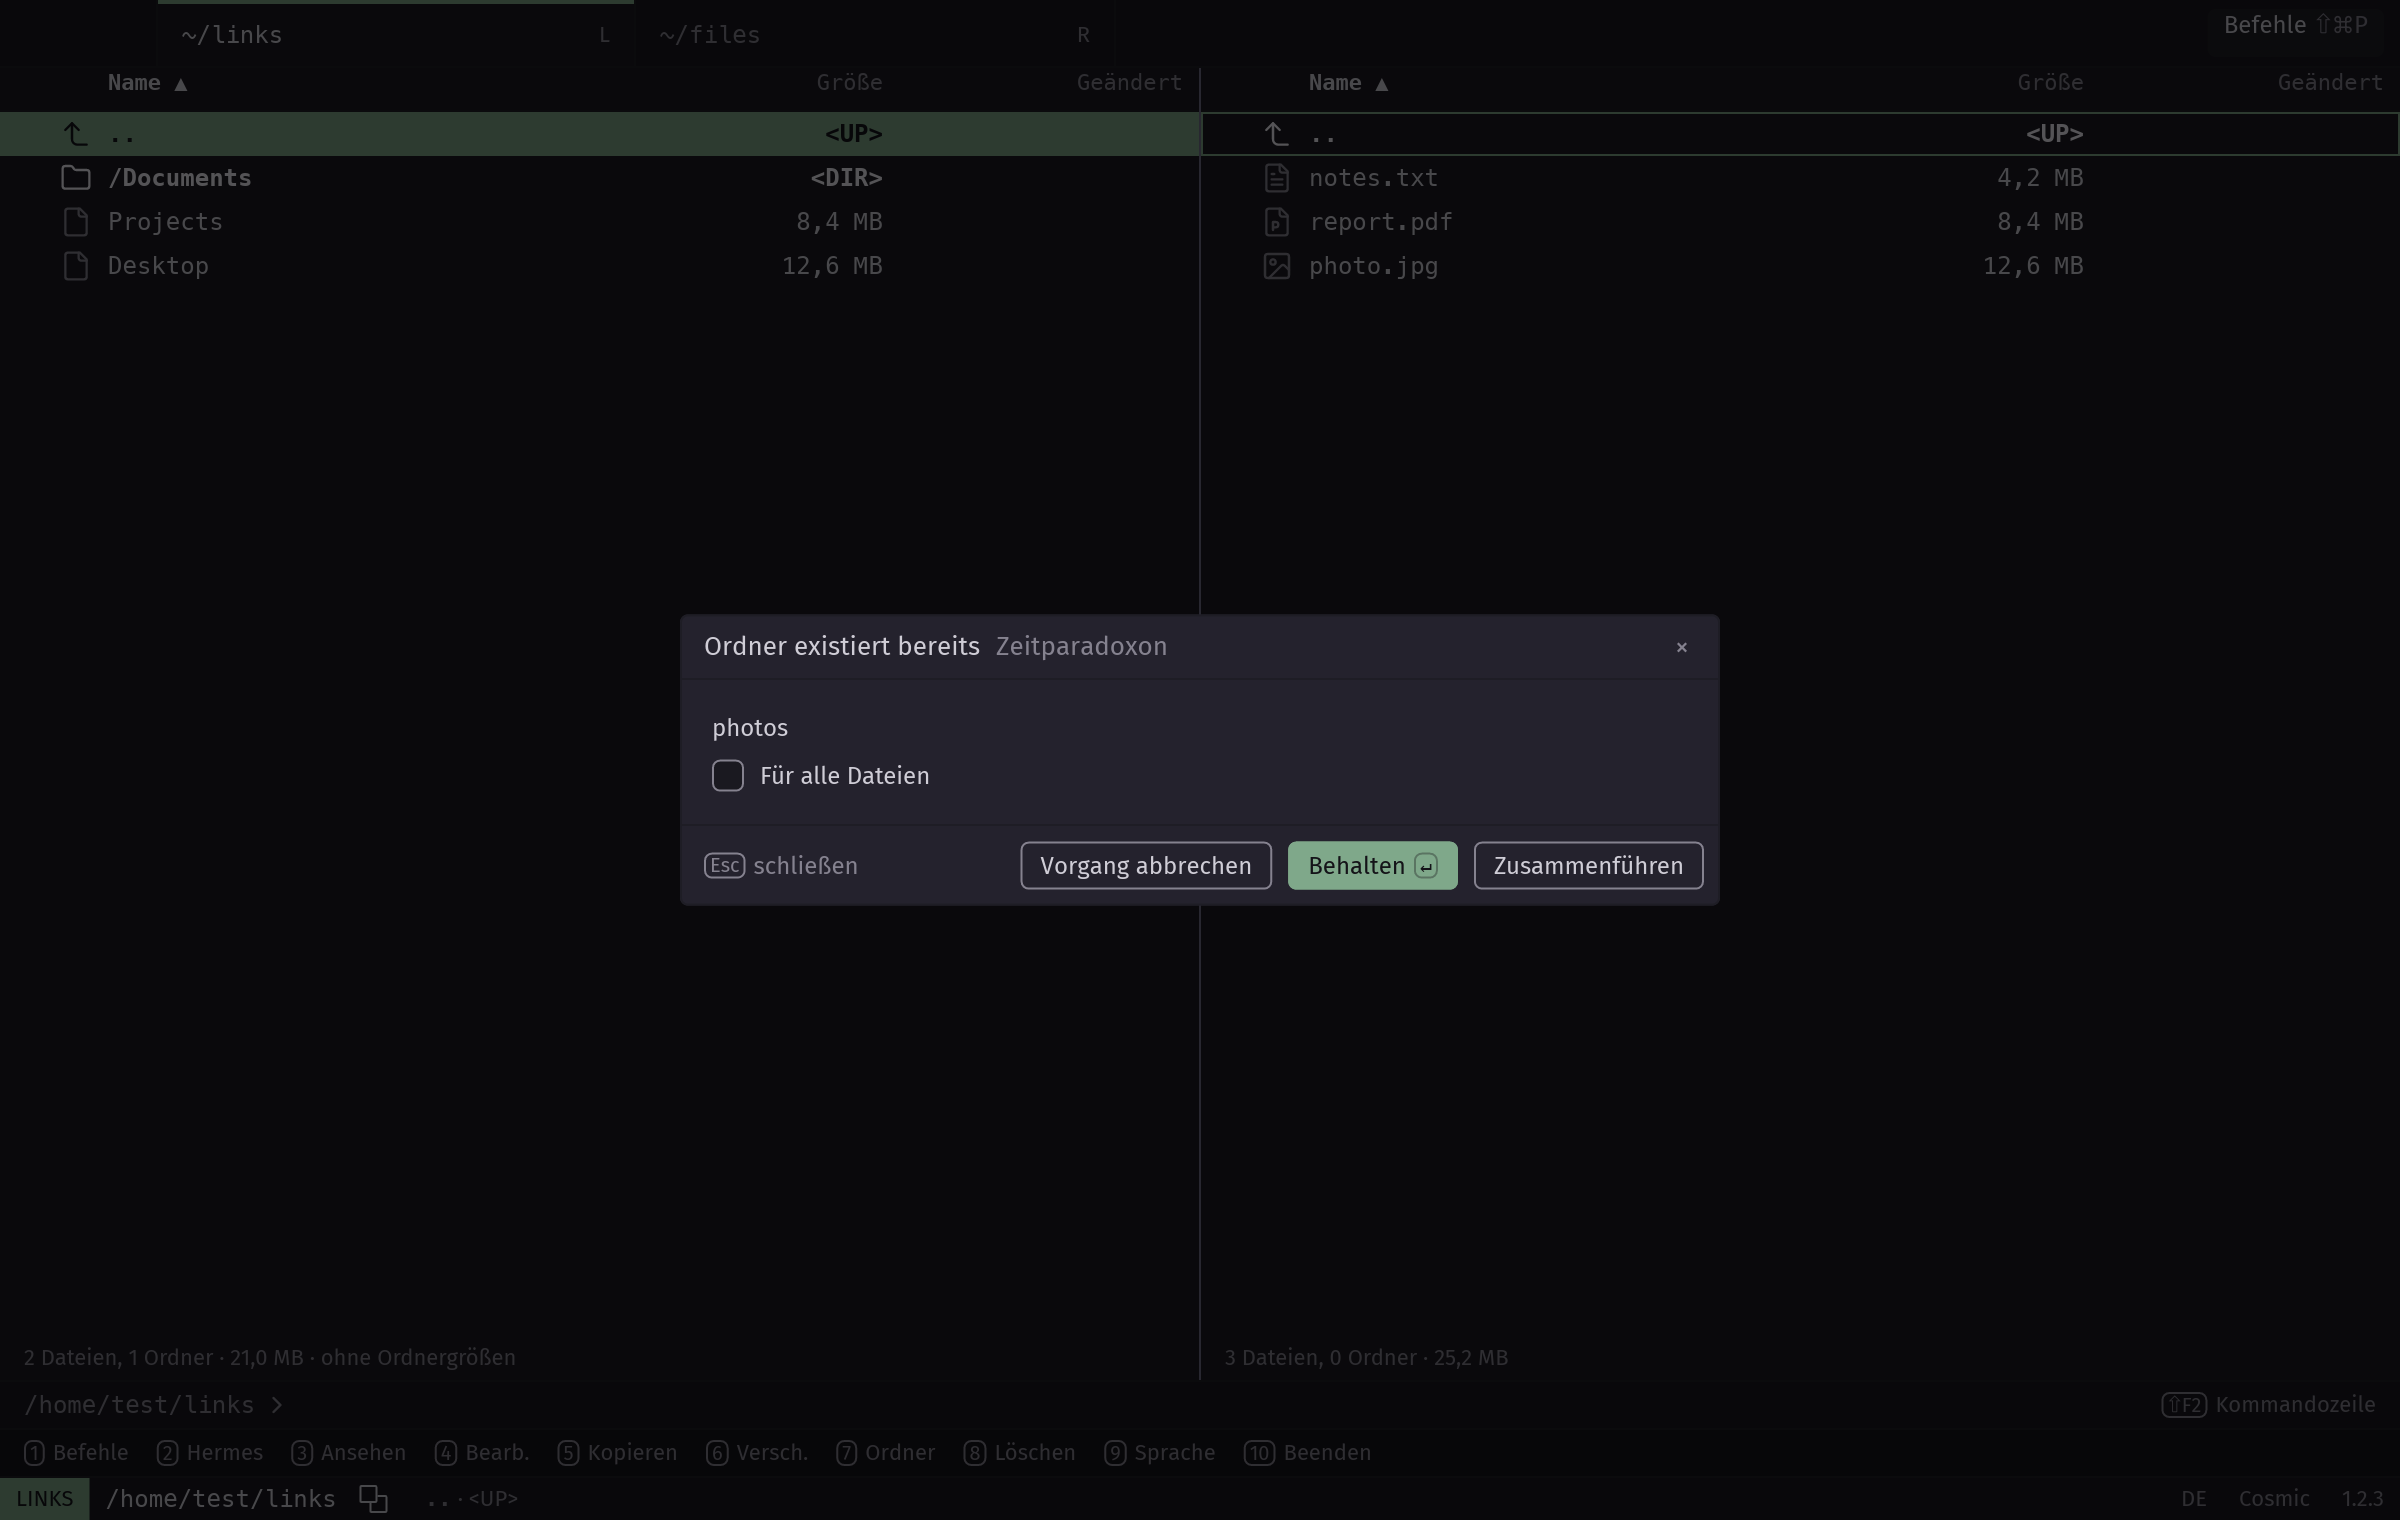 ~/links L ~/files R Befehle ⇧⌘P
Name ▲ Größe Geändert Name ▲ Größe Geändert
.. <UP> .. <UP>
/Documents <DIR> notes.txt 4,2 MB
Projects 8,4 MB report.pdf 8,4 MB
Desktop 12,6 MB photo.jpg 12,6 MB
Ordner existiert bereits Zeitparadoxon ×
photos
Für alle Dateien
Esc schließen Vorgang abbrechen Behalten ↵ Zusammenführen
2 Dateien, 1 Ordner · 21,0 MB · ohne Ordnergrößen 3 Dateien, 0 Ordner · 25,2 MB
/home/test/links > ⇧F2 Kommandozeile
1 Befehle 2 Hermes 3 Ansehen 4 Bearb. 5 Kopieren 6 Versch. 7 Ordner 8 Löschen 9 Sprache 10 Beenden
LINKS /home/test/links .. · <UP> DE Cosmic 1.2.3